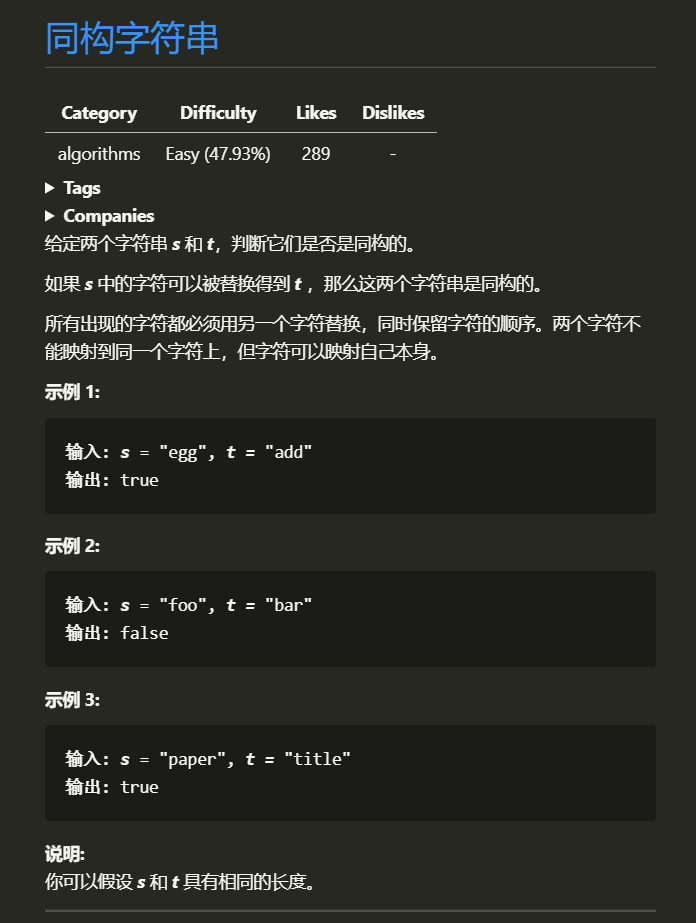 同构字符串
Category Difficulty Likes Dislikes
algorithms Easy (47.93%) 289 -
Tags
Companies
给定两个字符串 s 和 t，判断它们是否是同构的。
如果 s 中的字符可以被替换得到 t ，那么这两个字符串是同构的。
所有出现的字符都必须用另一个字符替换，同时保留字符的顺序。两个字符不
能映射到同一个字符上，但字符可以映射自己本身。
示例 1:
输入: s = "egg", t = "add"
输出: true
示例 2:
输入: s = "foo", t = "bar"
输出: false
示例 3:
输入: s = "paper", t = "title"
输出: true
说明:
你可以假设 s 和 t 具有相同的长度。